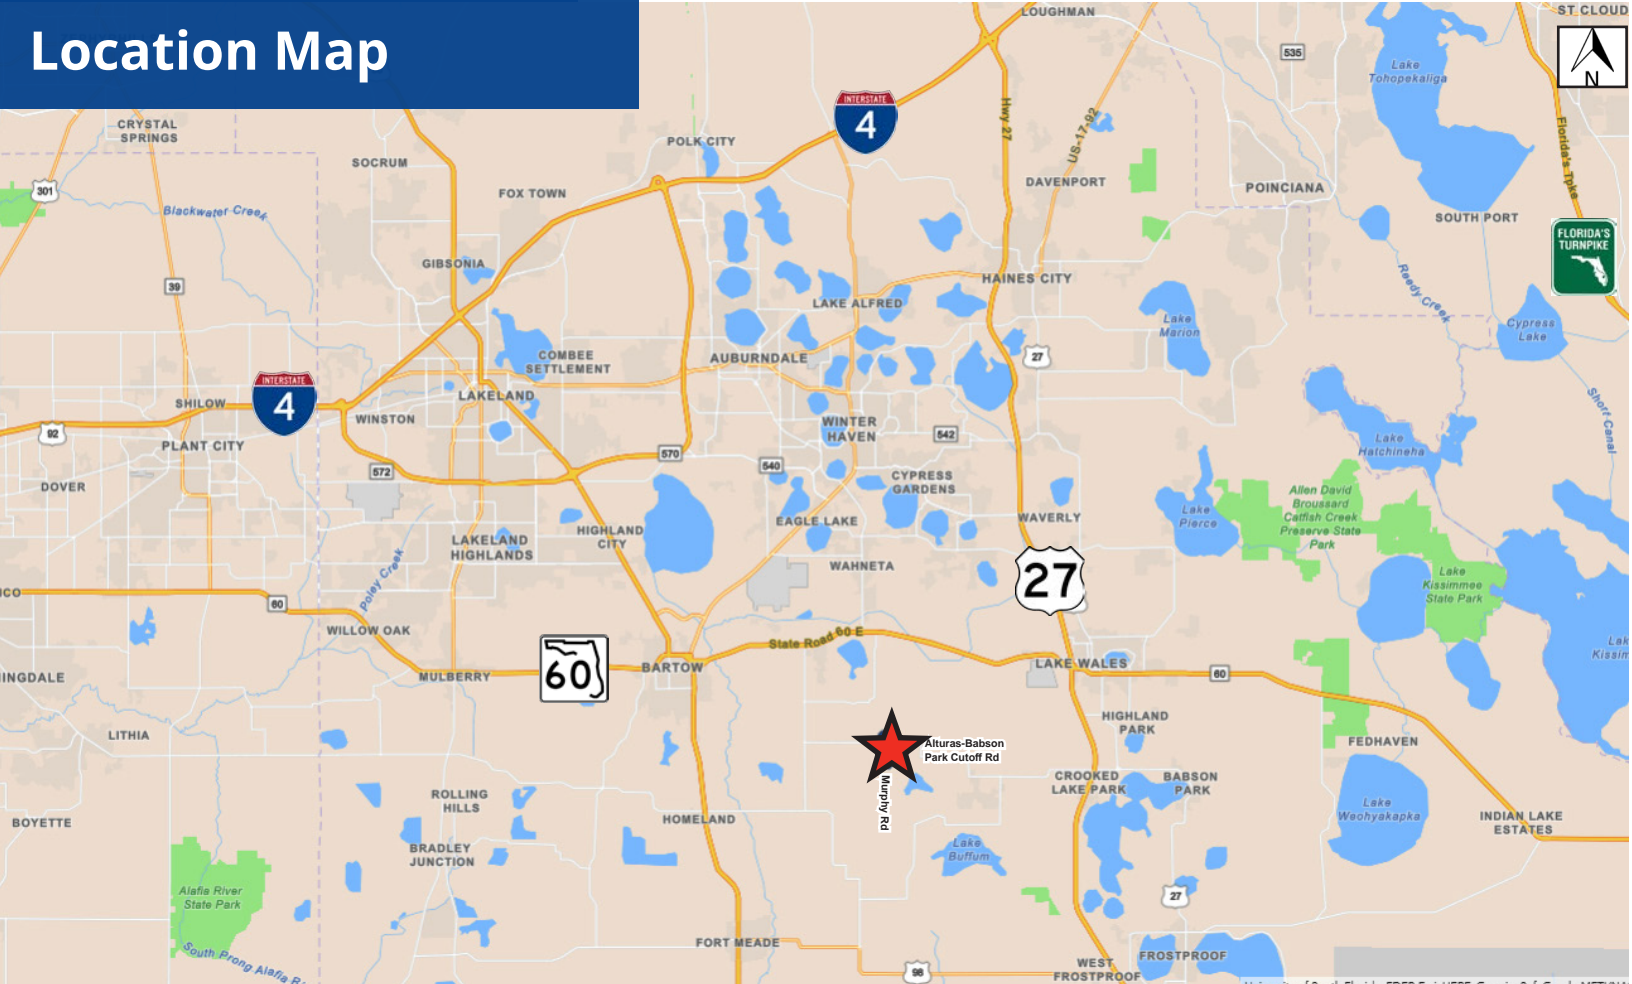 Location Map
LOUGHMAN
ST CLOUD
535
N
Lake
Tohopekaliga
INTERSTATE
4
Hwy 27
US-17-92
Florida's Tpke
CRYSTAL
SPRINGS
POLK CITY
SOCRUM
FOX TOWN
DAVENPORT
POINCIANA
301
Blackwater Creek
SOUTH PORT
FLORIDA'S
TURNPIKE
GIBSONIA
39
HAINES CITY
Reedy Creek
LAKE ALFRED
Lake
Marion
Cypress
Lake
COMBEE
SETTLEMENT
AUBURNDALE
27
INTERSTATE
4
SHILOW
LAKELAND
WINSTON
Short Canal
92
PLANT CITY
WINTER
HAVEN
542
Lake
Hatchineha
570
540
572
DOVER
CYPRESS
GARDENS
Allen David
Broussard
Catfish Creek
Preserve State
Park
Lake
Pierce
EAGLE LAKE
WAVERLY
HIGHLAND
CITY
LAKELAND
HIGHLANDS
Poley Creek
WAHNETA
27
Lake
Kissimmee
State Park
ICO
60
WILLOW OAK
State Road 60 E
Lak
Kissim
60
BARTOW
LAKE WALES
60
MULBERRY
INGDALE
HIGHLAND
PARK
LITHIA
FEDHAVEN
Alturas-Babson
Park Cutoff Rd
Murphy Rd
CROOKED
LAKE PARK
BABSON
PARK
ROLLING
HILLS
HOMELAND
Lake
Weohyakapka
INDIAN LAKE
ESTATES
BOYETTE
BRADLEY
JUNCTION
Lake
Buffum
Alafia River
State Park
27
FORT MEADE
South Prong Alafia Ri
98
WEST
FROSTPROOF
FROSTPROOF